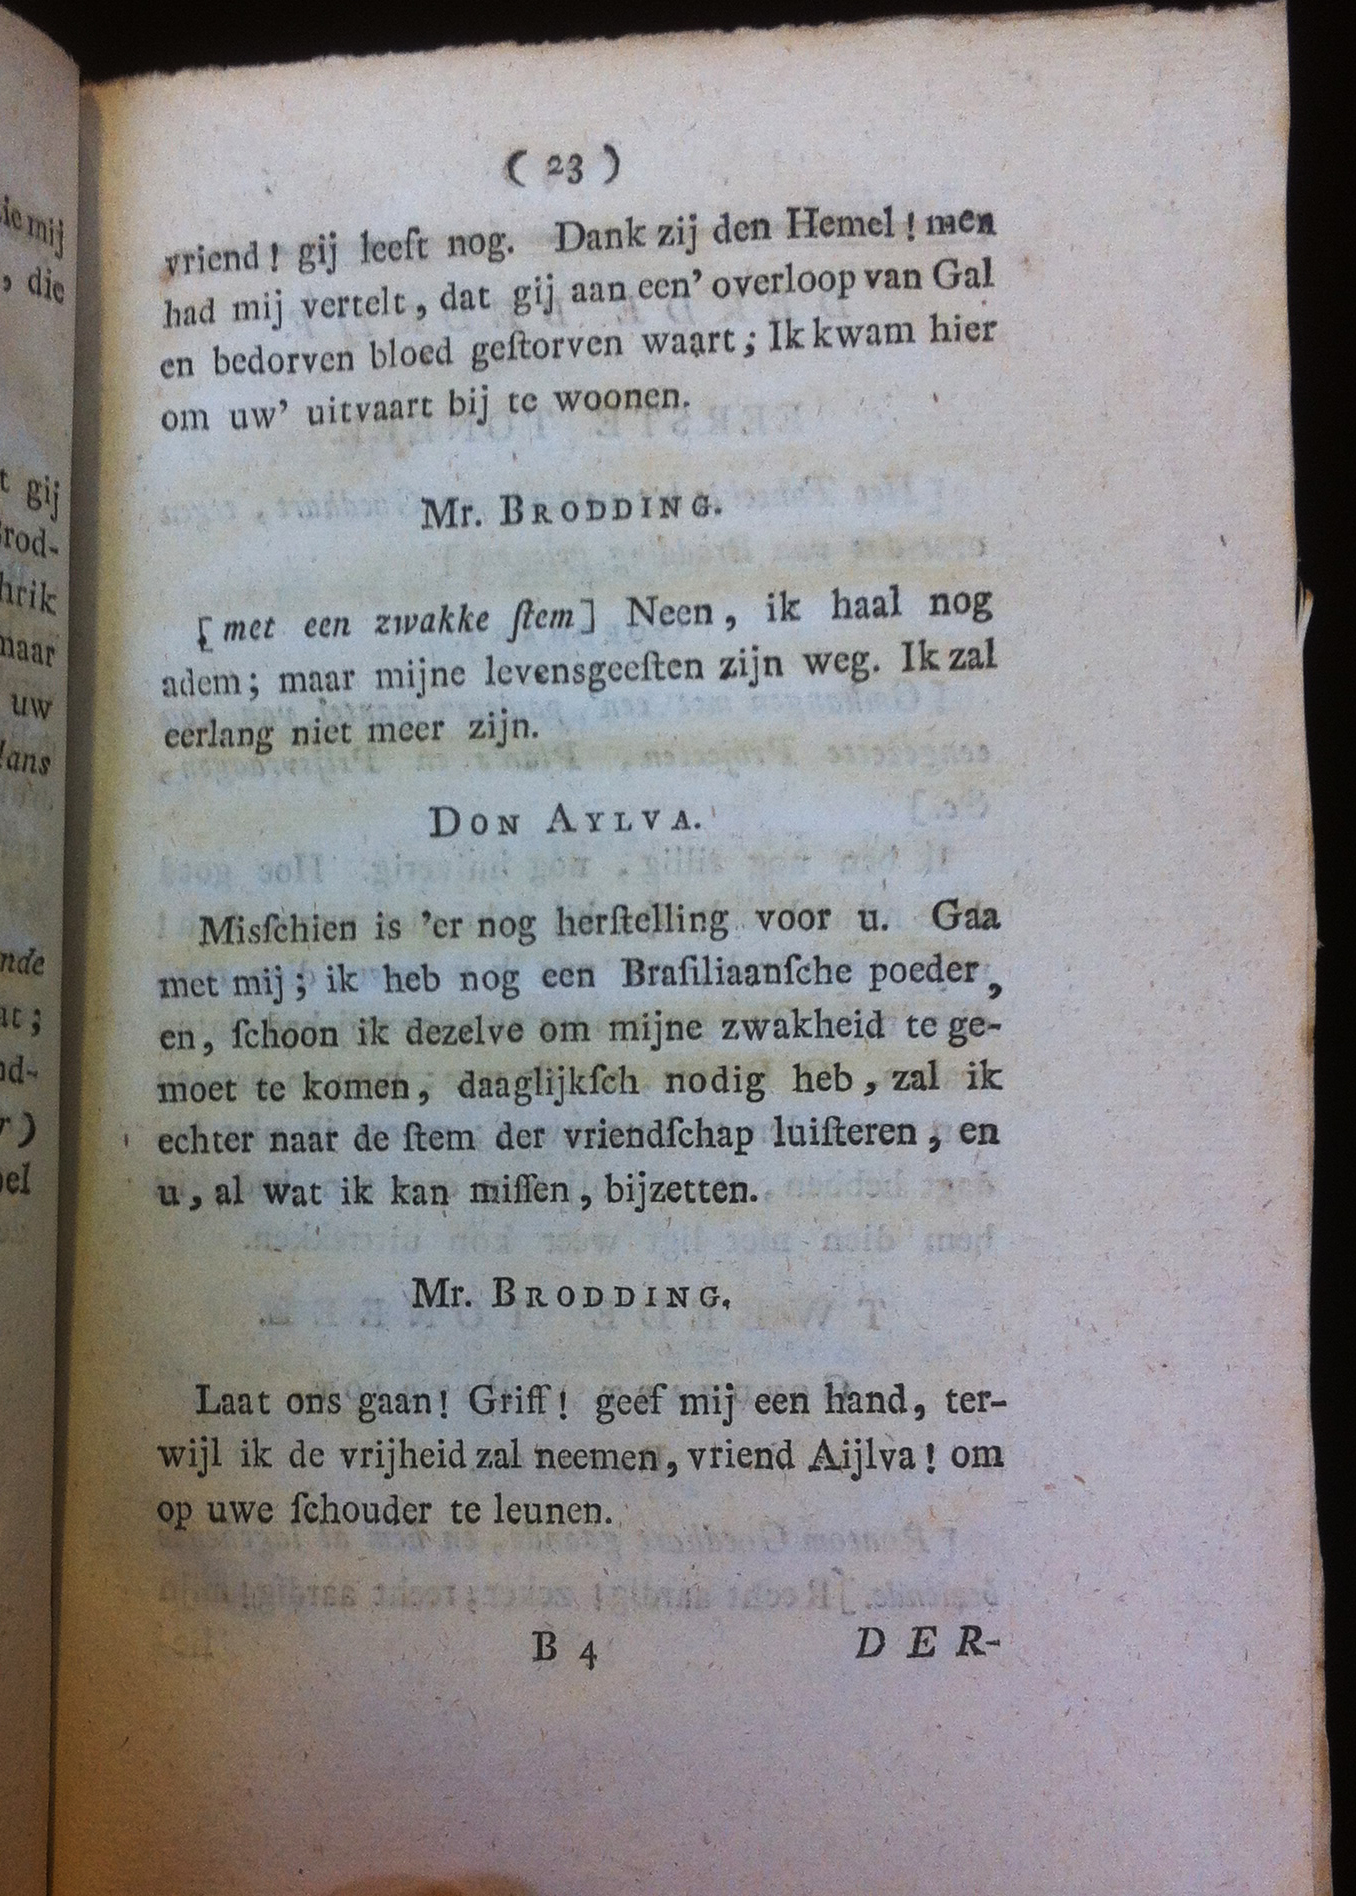 ( 23 )
vriend! gij leeft nog. Dank zij den Hemel! men
had mij vertelt, dat gij aan een' overloop van Gal
en bedorven bloed geſtorven waart; Ik kwam hier
om uw' uitvaart bij te woonen.
Mr. BRODDING.
[met een zwakke ſtem] Neen, ik haal nog
adem; maar mijne levensgeeſten zijn weg. Ik zal
eerlang niet meer zijn.
DON AYLVA.
Misſchien is 'er nog herſtelling voor u. Gaa
met mij; ik heb nog een Braſiliaanſche poeder,
en, ſchoon ik dezelve om mijne zwakheid te ge-
moet te komen, daaglijkſch nodig heb, zal ik
echter naar de ſtem der vriendſchap luiſteren, en
u, al wat ik kan miſſen, bijzetten.
Mr. BRODDING.
Laat ons gaan! Griff! geef mij een hand, ter-
wijl ik de vrijheid zal neemen, vriend Aijlva! om
op uwe ſchouder te leunen.
B 4 DER-